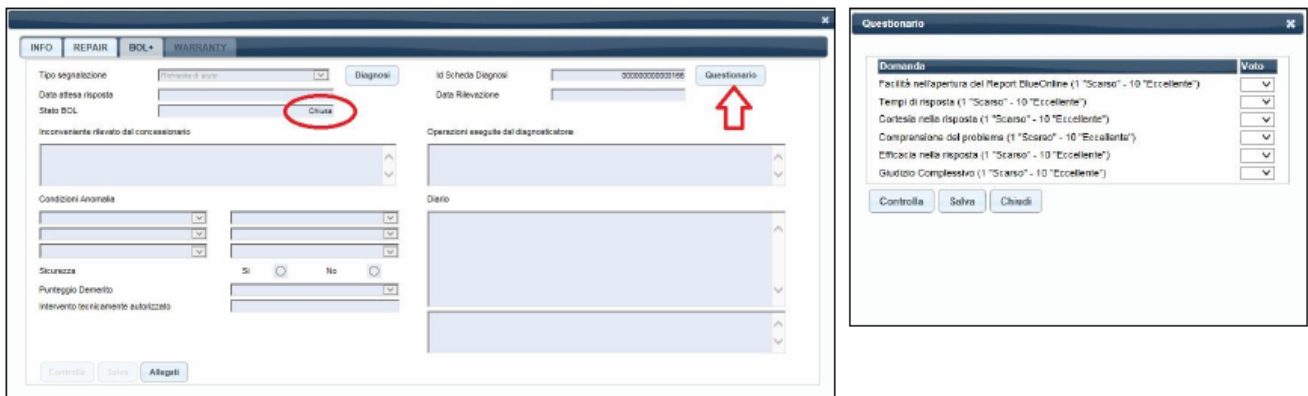 INFO REPAIR BOL+ WARRANTY
Tipo segnalazione Richiesta di aiuto Diagnosi Id Scheda Diagnosi 000000000000166 Questionario
Data attesa risposta Data Rilevazione
Stato BOL Chiusa
Inconveniente rilevato dal concessionario Operazioni eseguite dal diagnosticatore
Condizioni Anomalia Diario
Sicurezza Si No
Punteggio Demerito
Intervento tecnicamente autorizzato
Controlla Salva Allegati
Questionario
Domanda Voto
Facilità nell'apertura del Report BlueOnline (1 "Scarso" - 10 "Eccellente")
Tempi di risposta (1 "Scarso" - 10 "Eccellente")
Cortesia nella risposta (1 "Scarso" - 10 "Eccellente")
Comprensione del problema (1 "Scarso" - 10 "Eccellente")
Efficacia nella risposta (1 "Scarso" - 10 "Eccellente")
Giudizio Complessivo (1 "Scarso" - 10 "Eccellente")
Controlla Salva Chiudi